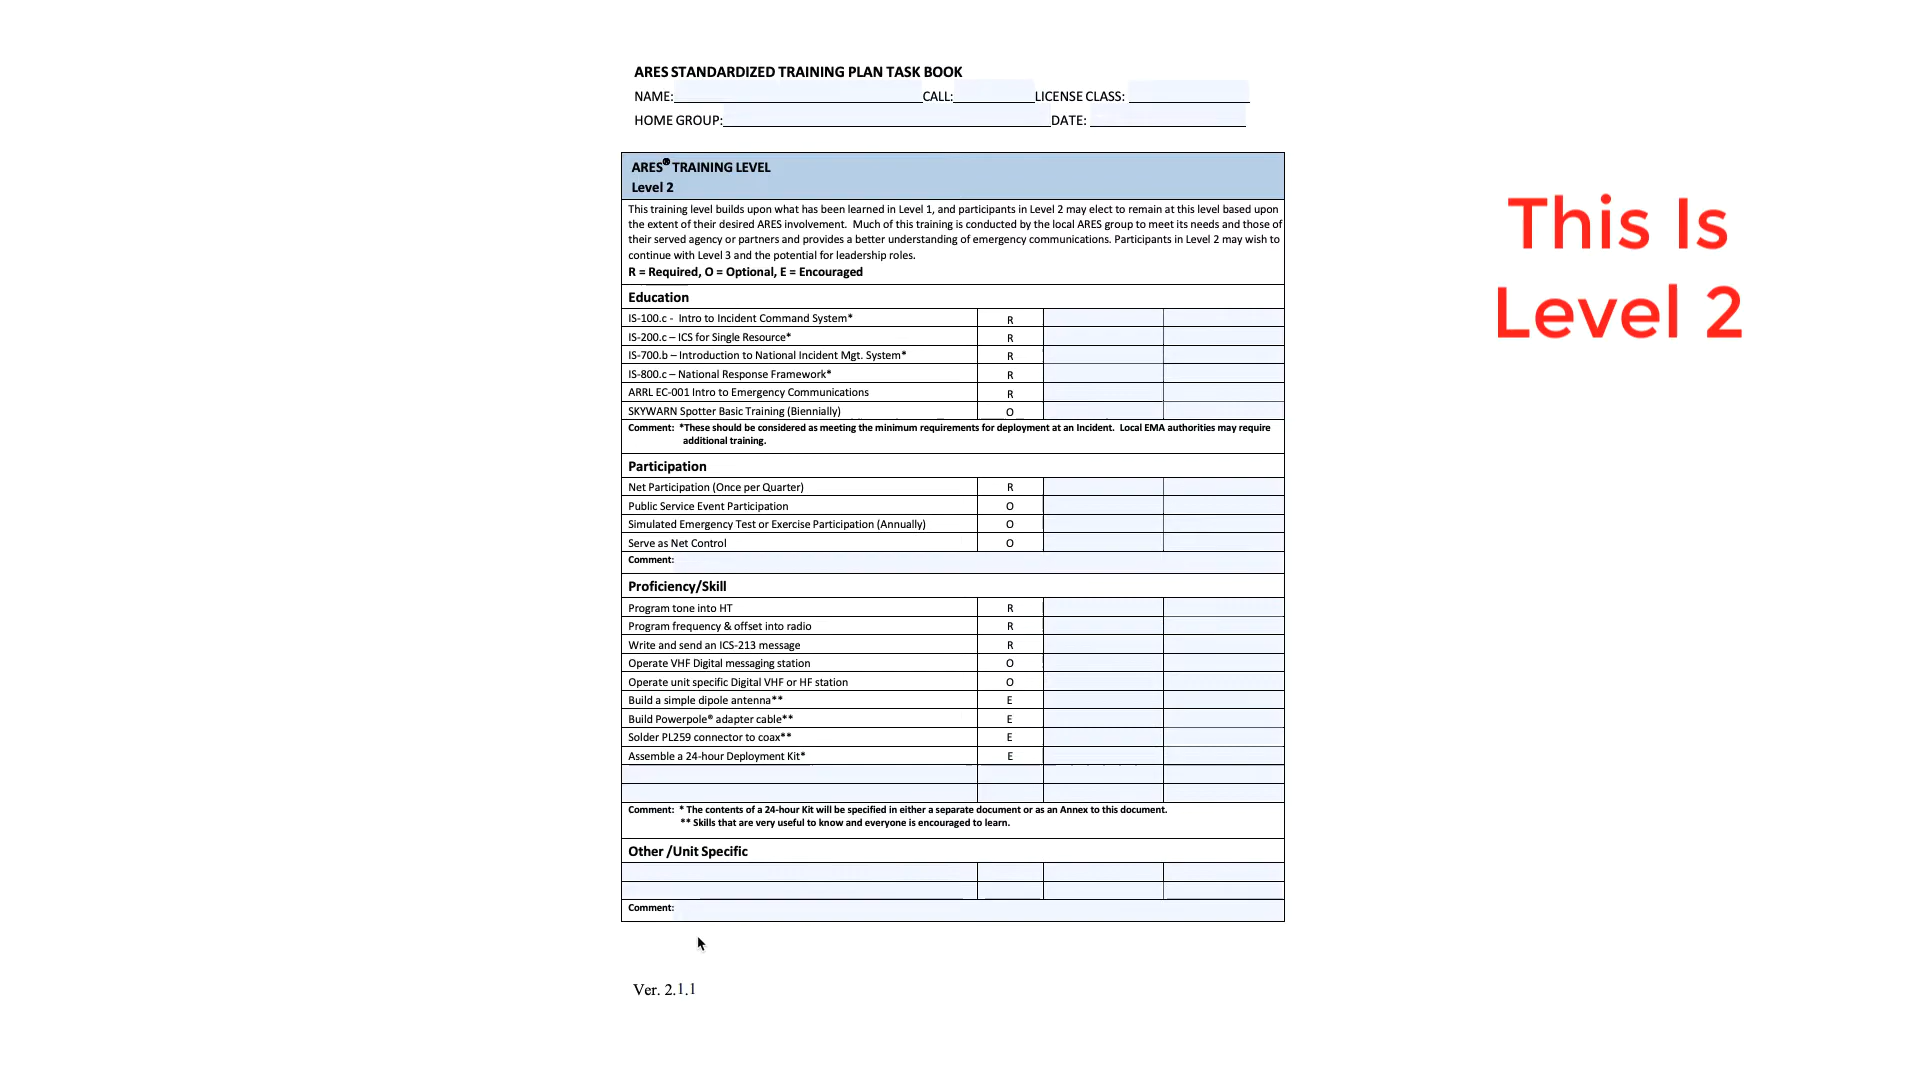 ARES STANDARDIZED TRAINING PLAN TASK BOOK
NAME: CALL: LICENSE CLASS:
HOME GROUP: DATE:
ARES® TRAINING LEVEL
Level 2
This training level builds upon what has been learned in Level 1, and participants in Level 2 may elect to remain at this level based upon
the extent of their desired ARES involvement. Much of this training is conducted by the local ARES group to meet its needs and those of
their served agency or partners and provides a better understanding of emergency communications. Participants in Level 2 may wish to
continue with Level 3 and the potential for leadership roles.
R = Required, O = Optional, E = Encouraged
Education
IS-100.c - Intro to Incident Command System* R
IS-200.c – ICS for Single Resource* R
IS-700.b – Introduction to National Incident Mgt. System* R
IS-800.c – National Response Framework* R
ARRL EC-001 Intro to Emergency Communications R
SKYWARN Spotter Basic Training (Biennially) O
Comment: *These should be considered as meeting the minimum requirements for deployment at an Incident. Local EMA authorities may require
additional training.
Participation
Net Participation (Once per Quarter) R
Public Service Event Participation O
Simulated Emergency Test or Exercise Participation (Annually) O
Serve as Net Control O
Comment:
Proficiency/Skill
Program tone into HT R
Program frequency & offset into radio R
Write and send an ICS-213 message R
Operate VHF Digital messaging station O
Operate unit specific Digital VHF or HF station O
Build a simple dipole antenna** E
Build Powerpole® adapter cable** E
Solder PL259 connector to coax** E
Assemble a 24-hour Deployment Kit* E
Comment: * The contents of a 24-hour Kit will be specified in either a separate document or as an Annex to this document.
** Skills that are very useful to know and everyone is encouraged to learn.
Other /Unit Specific
Comment:
Ver. 2.1.1
This Is
Level 2